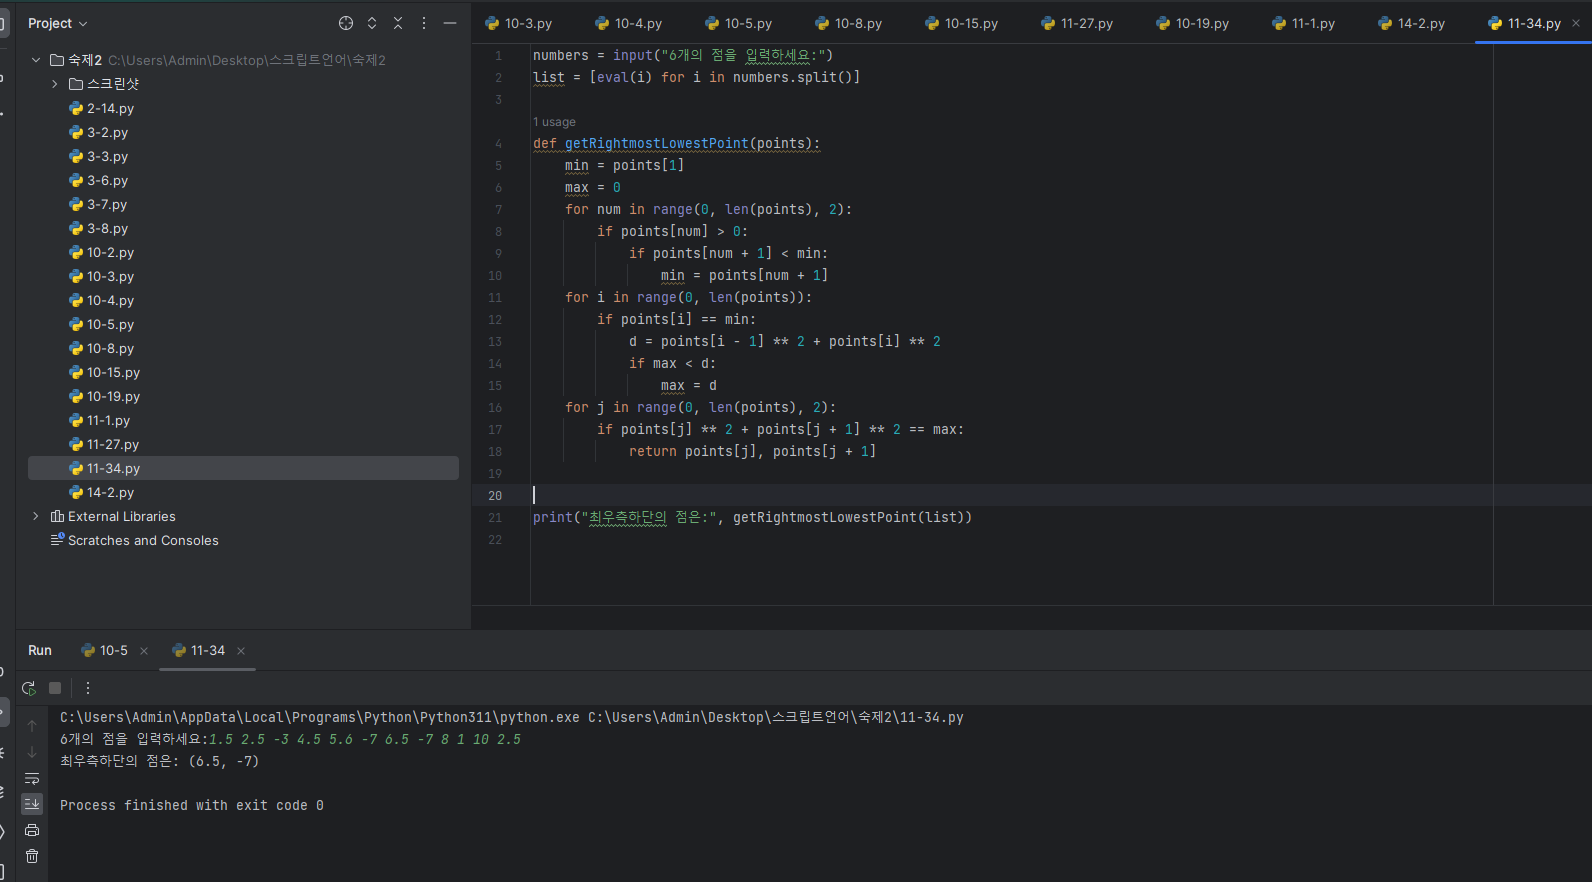 Project
10-3.py
10-4.py
10-5.py
10-8.py
10-15.py
11-27.py
10-19.py
11-1.py
14-2.py
11-34.py
숙제2 C:\Users\Admin\Desktop\스크립트언어\숙제2
스크린샷
2-14.py
3-2.py
3-3.py
3-6.py
3-7.py
3-8.py
10-2.py
10-3.py
10-4.py
10-5.py
10-8.py
10-15.py
10-19.py
11-1.py
11-27.py
11-34.py
14-2.py
External Libraries
Scratches and Consoles
1 numbers = input("6개의 점을 입력하세요:")
2 list = [eval(i) for i in numbers.split()]
3
1 usage
4 def getRightmostLowestPoint(points):
5 min = points[1]
6 max = 0
7 for num in range(0, len(points), 2):
8 if points[num] > 0:
9 if points[num + 1] < min:
10 min = points[num + 1]
11 for i in range(0, len(points)):
12 if points[i] == min:
13 d = points[i - 1] ** 2 + points[i] ** 2
14 if max < d:
15 max = d
16 for j in range(0, len(points), 2):
17 if points[j] ** 2 + points[j + 1] ** 2 == max:
18 return points[j], points[j + 1]
19
20
21 print("최우측하단의 점은:", getRightmostLowestPoint(list))
22
Run
10-5
11-34
C:\Users\Admin\AppData\Local\Programs\Python\Python311\python.exe C:\Users\Admin\Desktop\스크립트언어\숙제2\11-34.py
6개의 점을 입력하세요:1.5 2.5 -3 4.5 5.6 -7 6.5 -7 8 1 10 2.5
최우측하단의 점은: (6.5, -7)
Process finished with exit code 0